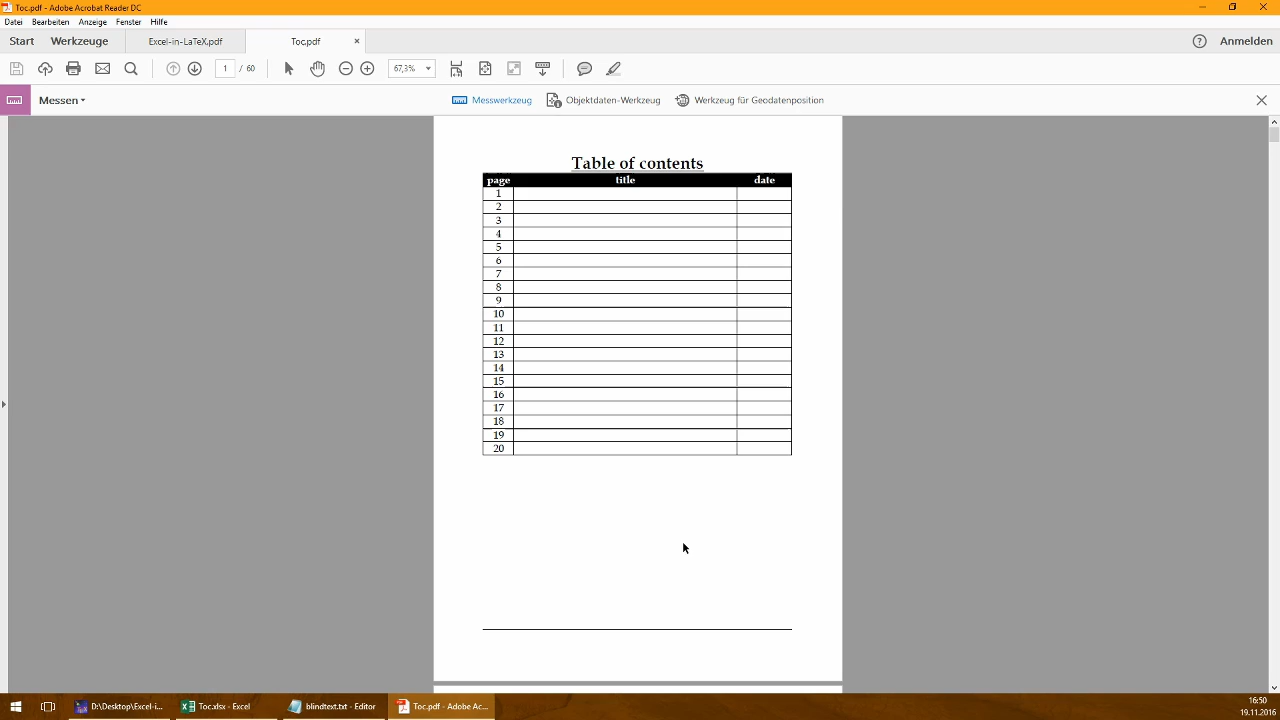 Toc.pdf - Adobe Acrobat Reader DC
Datei Bearbeiten Anzeige Fenster Hilfe
Start Werkzeuge Excel-in-LaTeX.pdf Toc.pdf Anmelden
1 / 60 67,3%
Messen Messwerkzeug Objektdaten-Werkzeug Werkzeug für Geodatenposition
Table of contents
page title date
1
2
3
4
5
6
7
8
9
10
11
12
13
14
15
16
17
18
19
20
D:\Desktop\Excel-i... Toc.xlsx - Excel blindtext.txt - Editor Toc.pdf - Adobe Ac... 16:50
19.11.2016